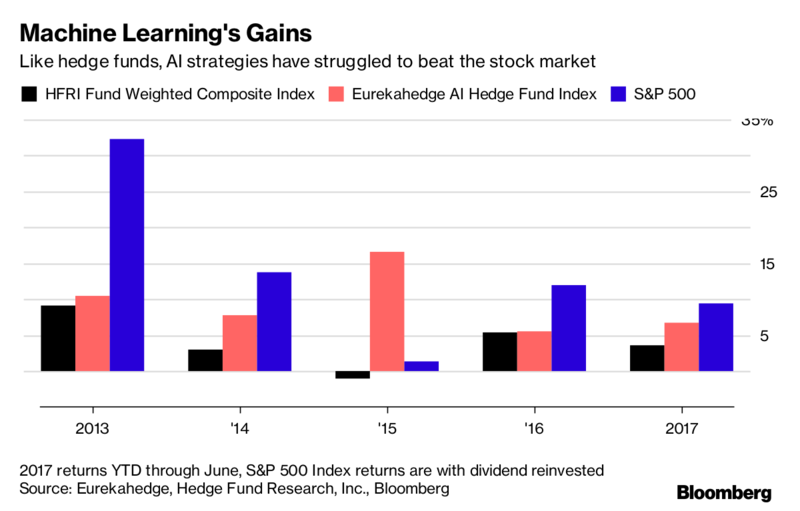 Machine Learning's Gains
Like hedge funds, AI strategies have struggled to beat the stock market
HFRI Fund Weighted Composite Index Eurekahedge AI Hedge Fund Index S&P 500
35%
25
15
5
2013 '14 '15 '16 2017
2017 returns YTD through June, S&P 500 Index returns are with dividend reinvested
Source: Eurekahedge, Hedge Fund Research, Inc., Bloomberg
Bloomberg